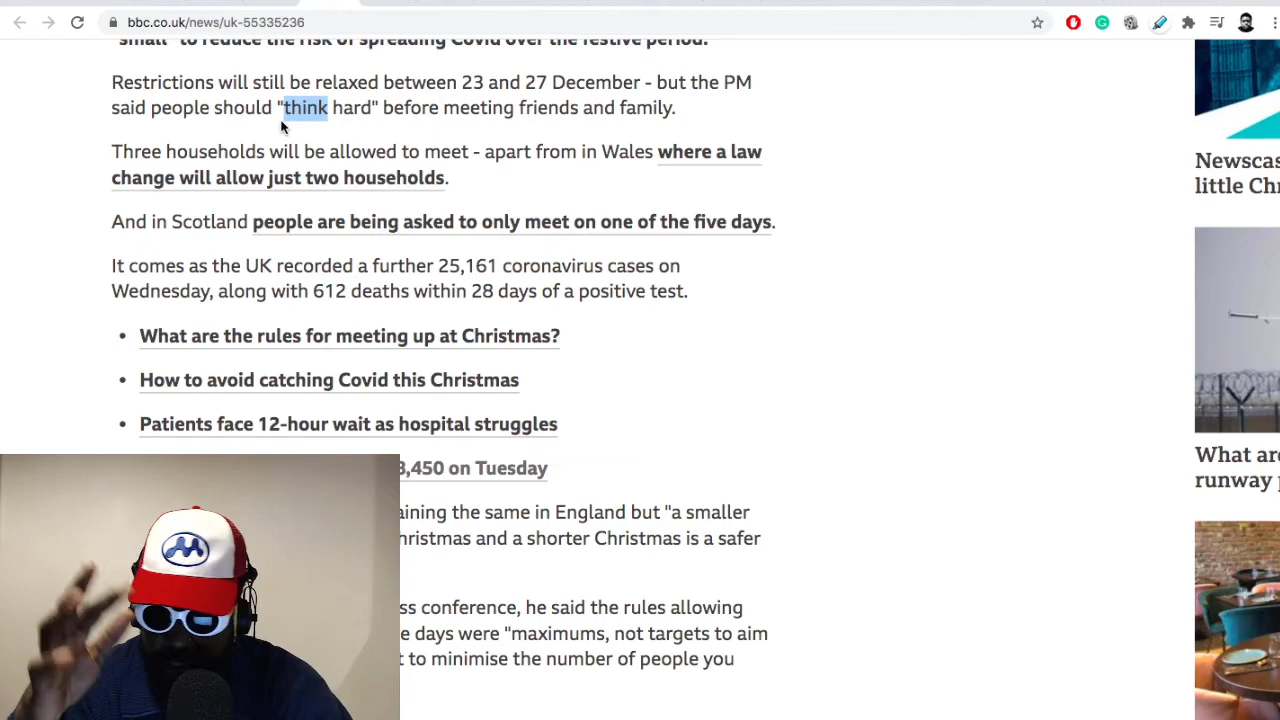 bbc.co.uk/news/uk-55335236
small" to reduce the risk of spreading Covid over the festive period.
Restrictions will still be relaxed between 23 and 27 December - but the PM
said people should "think hard" before meeting friends and family.
Three households will be allowed to meet - apart from in Wales where a law
change will allow just two households.
And in Scotland people are being asked to only meet on one of the five days.
It comes as the UK recorded a further 25,161 coronavirus cases on
Wednesday, along with 612 deaths within 28 days of a positive test.
• What are the rules for meeting up at Christmas?
• How to avoid catching Covid this Christmas
• Patients face 12-hour wait as hospital struggles
,450 on Tuesday
aining the same in England but "a smaller
hristmas and a shorter Christmas is a safer
ss conference, he said the rules allowing
e days were "maximums, not targets to aim
t to minimise the number of people you
Newscas
little Ch
What are
runway